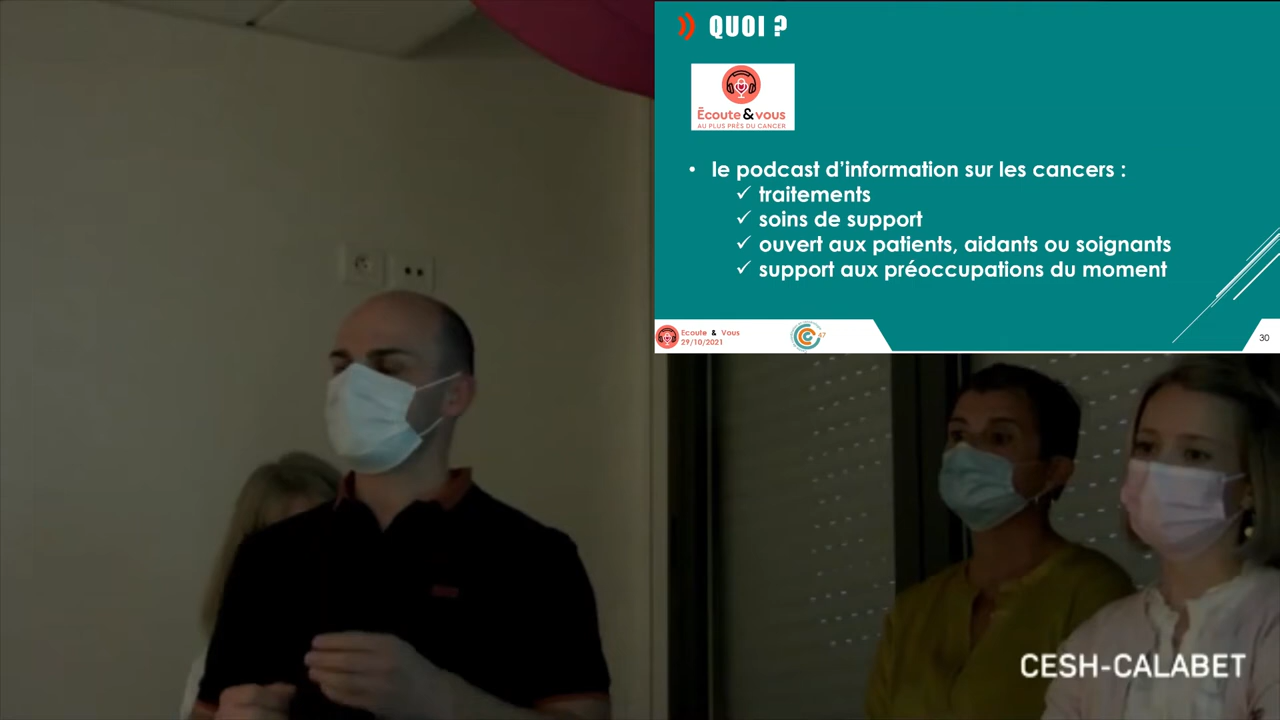 QUOI ?
Écoute & vous
AU PLUS PRÈS DU CANCER
• le podcast d'information sur les cancers :
✓ traitements
✓ soins de support
✓ ouvert aux patients, aidants ou soignants
✓ support aux préoccupations du moment
Ecoute & Vous
29/10/2021
47
30
CESH-CALABET